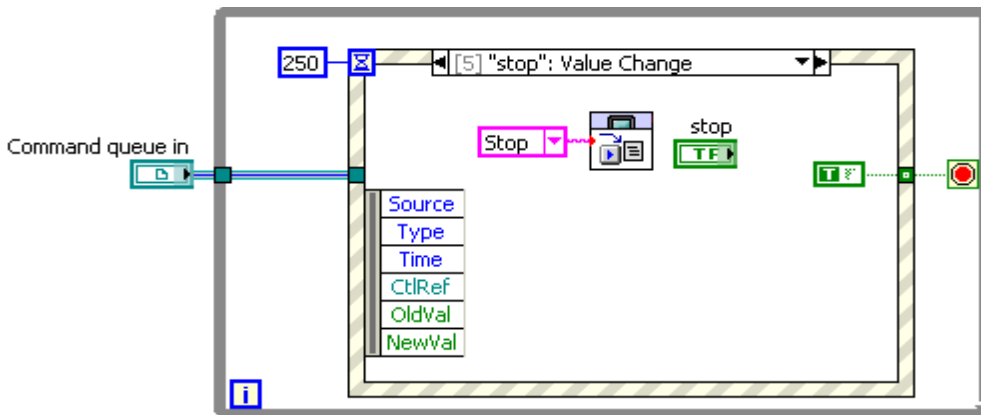 250
[5] "stop": Value Change
Command queue in
Stop
stop
TF
T F
Source
Type
Time
CtlRef
OldVal
NewVal
i